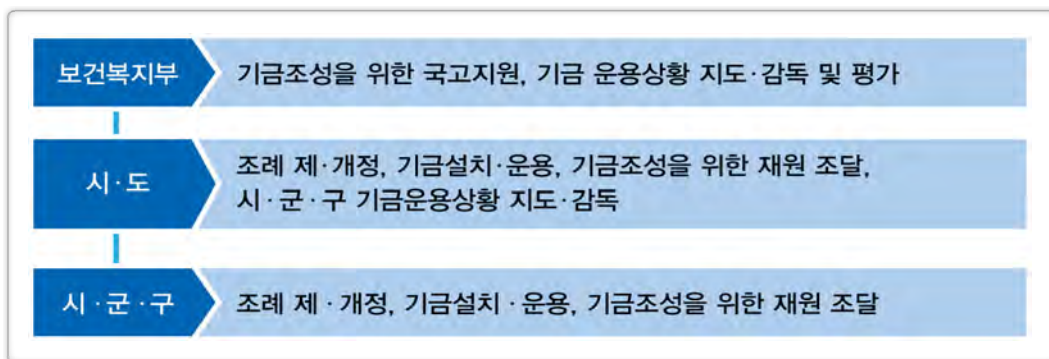 보건복지부
기금조성을 위한 국고지원, 기금 운용상황 지도·감독 및 평가
시·도
조례 제·개정, 기금설치·운용, 기금조성을 위한 재원 조달,
시·군·구 기금운용상황 지도·감독
시·군·구
조례 제·개정, 기금설치·운용, 기금조성을 위한 재원 조달